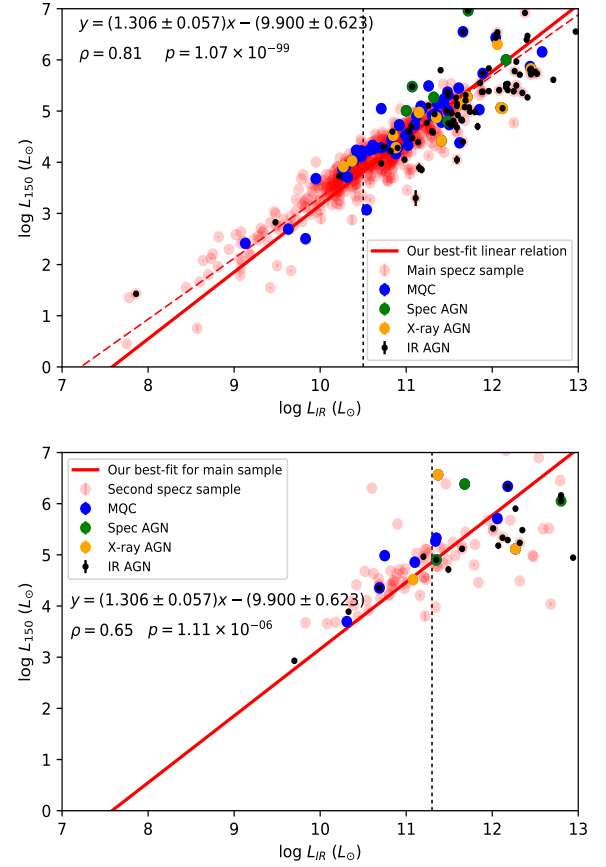 7
6
5
4
3
2
1
0
log L₁₅₀ (L⊙)
y = (1.306 ± 0.057)x − (9.900 ± 0.623)
ρ = 0.81 p = 1.07 × 10⁻⁹⁹
Our best-fit linear relation
Main specz sample
MQC
Spec AGN
X-ray AGN
IR AGN
7 8 9 10 11 12 13
log L_IR (L⊙)
7
6
5
4
3
2
1
0
log L₁₅₀ (L⊙)
Our best-fit for main sample
Second specz sample
MQC
Spec AGN
X-ray AGN
IR AGN
y = (1.306 ± 0.057)x − (9.900 ± 0.623)
ρ = 0.65 p = 1.11 × 10⁻⁰⁶
7 8 9 10 11 12 13
log L_IR (L⊙)